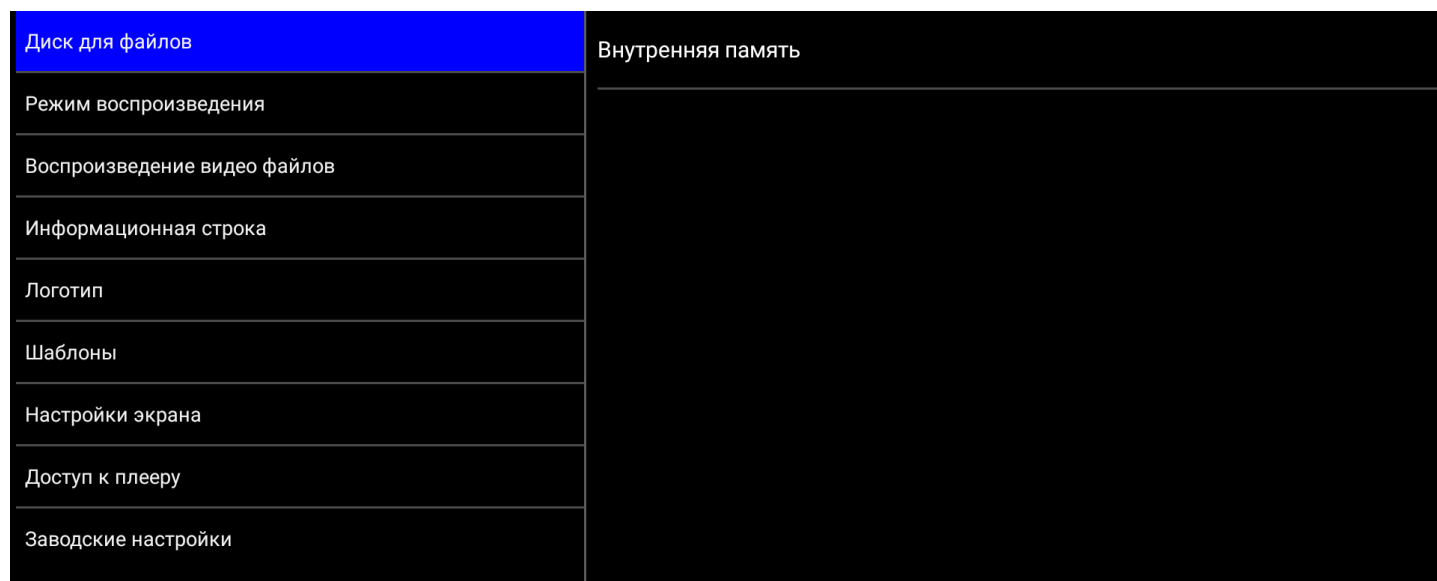 Диск для файлов
Режим воспроизведения
Воспроизведение видео файлов
Информационная строка
Логотип
Шаблоны
Настройки экрана
Доступ к плееру
Заводские настройки
Внутренняя память